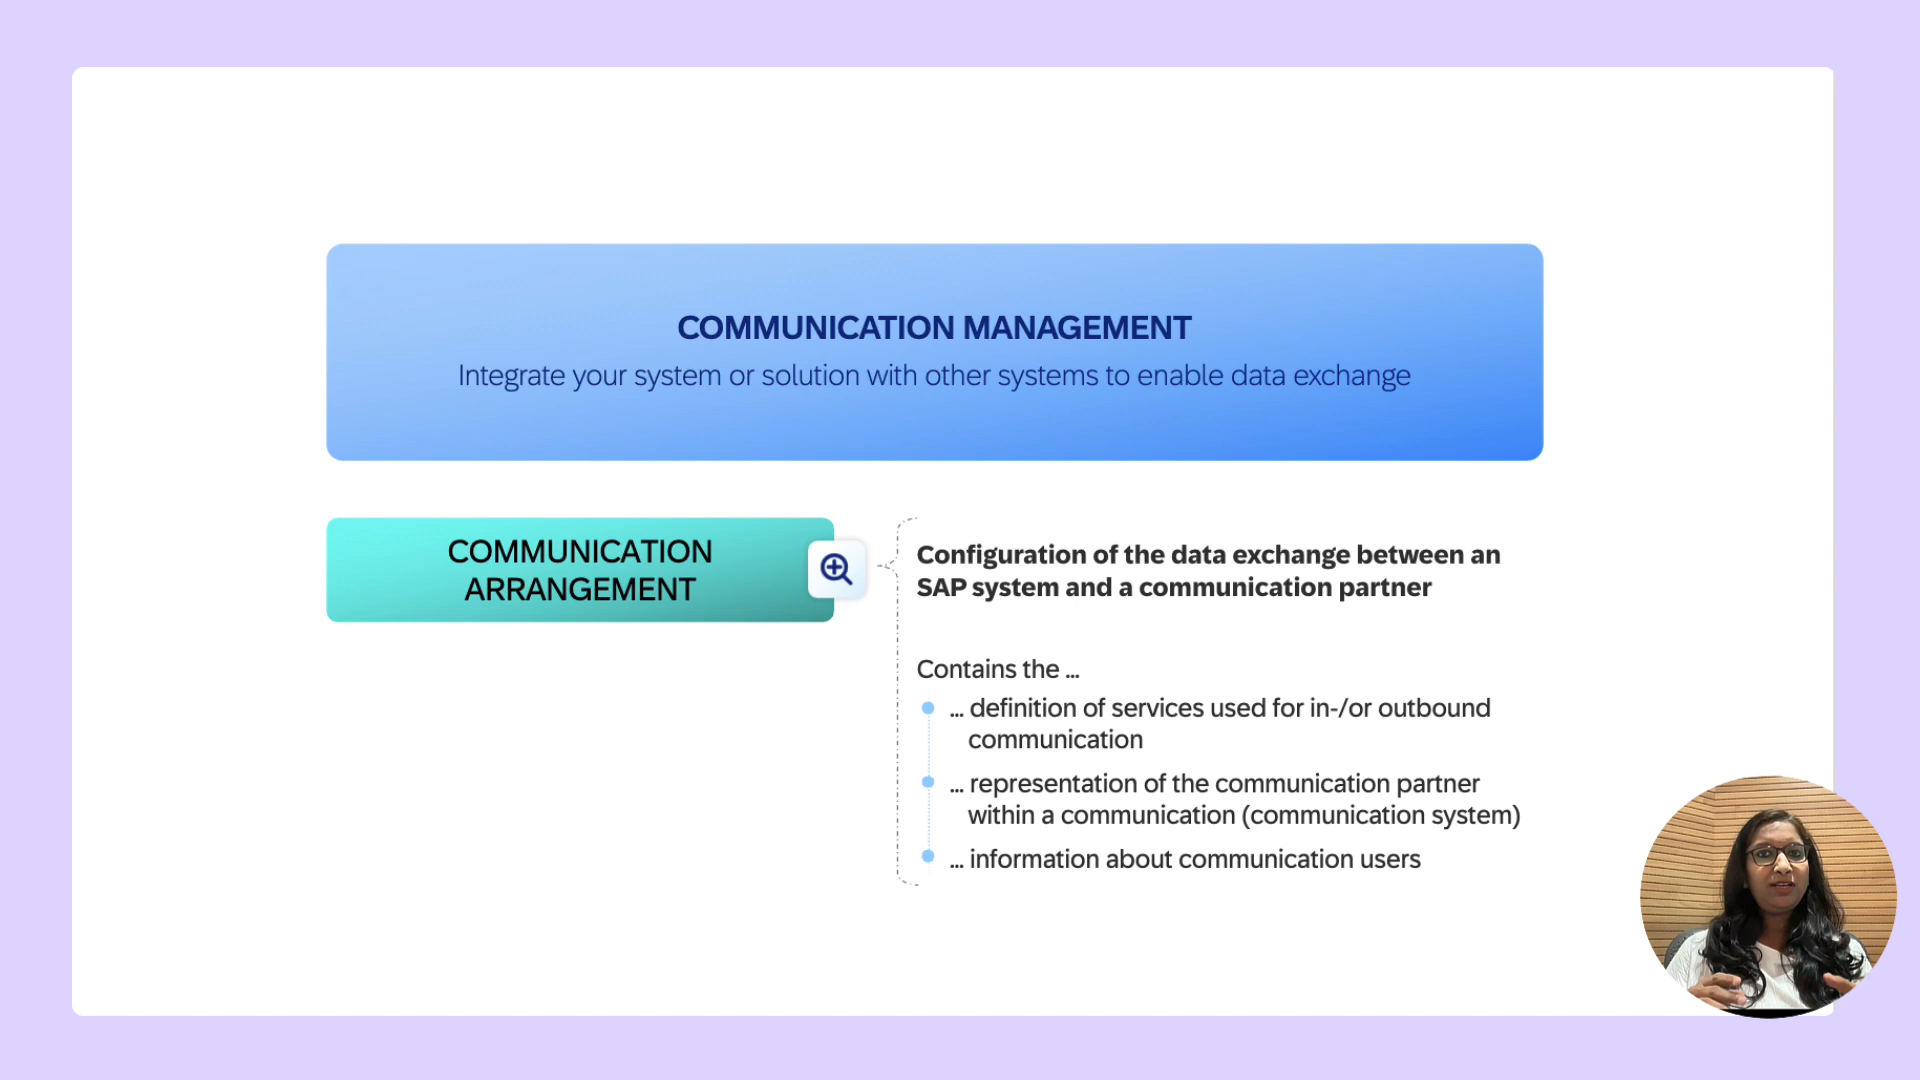 COMMUNICATION MANAGEMENT
Integrate your system or solution with other systems to enable data exchange
COMMUNICATION
ARRANGEMENT
Configuration of the data exchange between an
SAP system and a communication partner
Contains the ...
... definition of services used for in-/or outbound
communication
... representation of the communication partner
within a communication (communication system)
... information about communication users